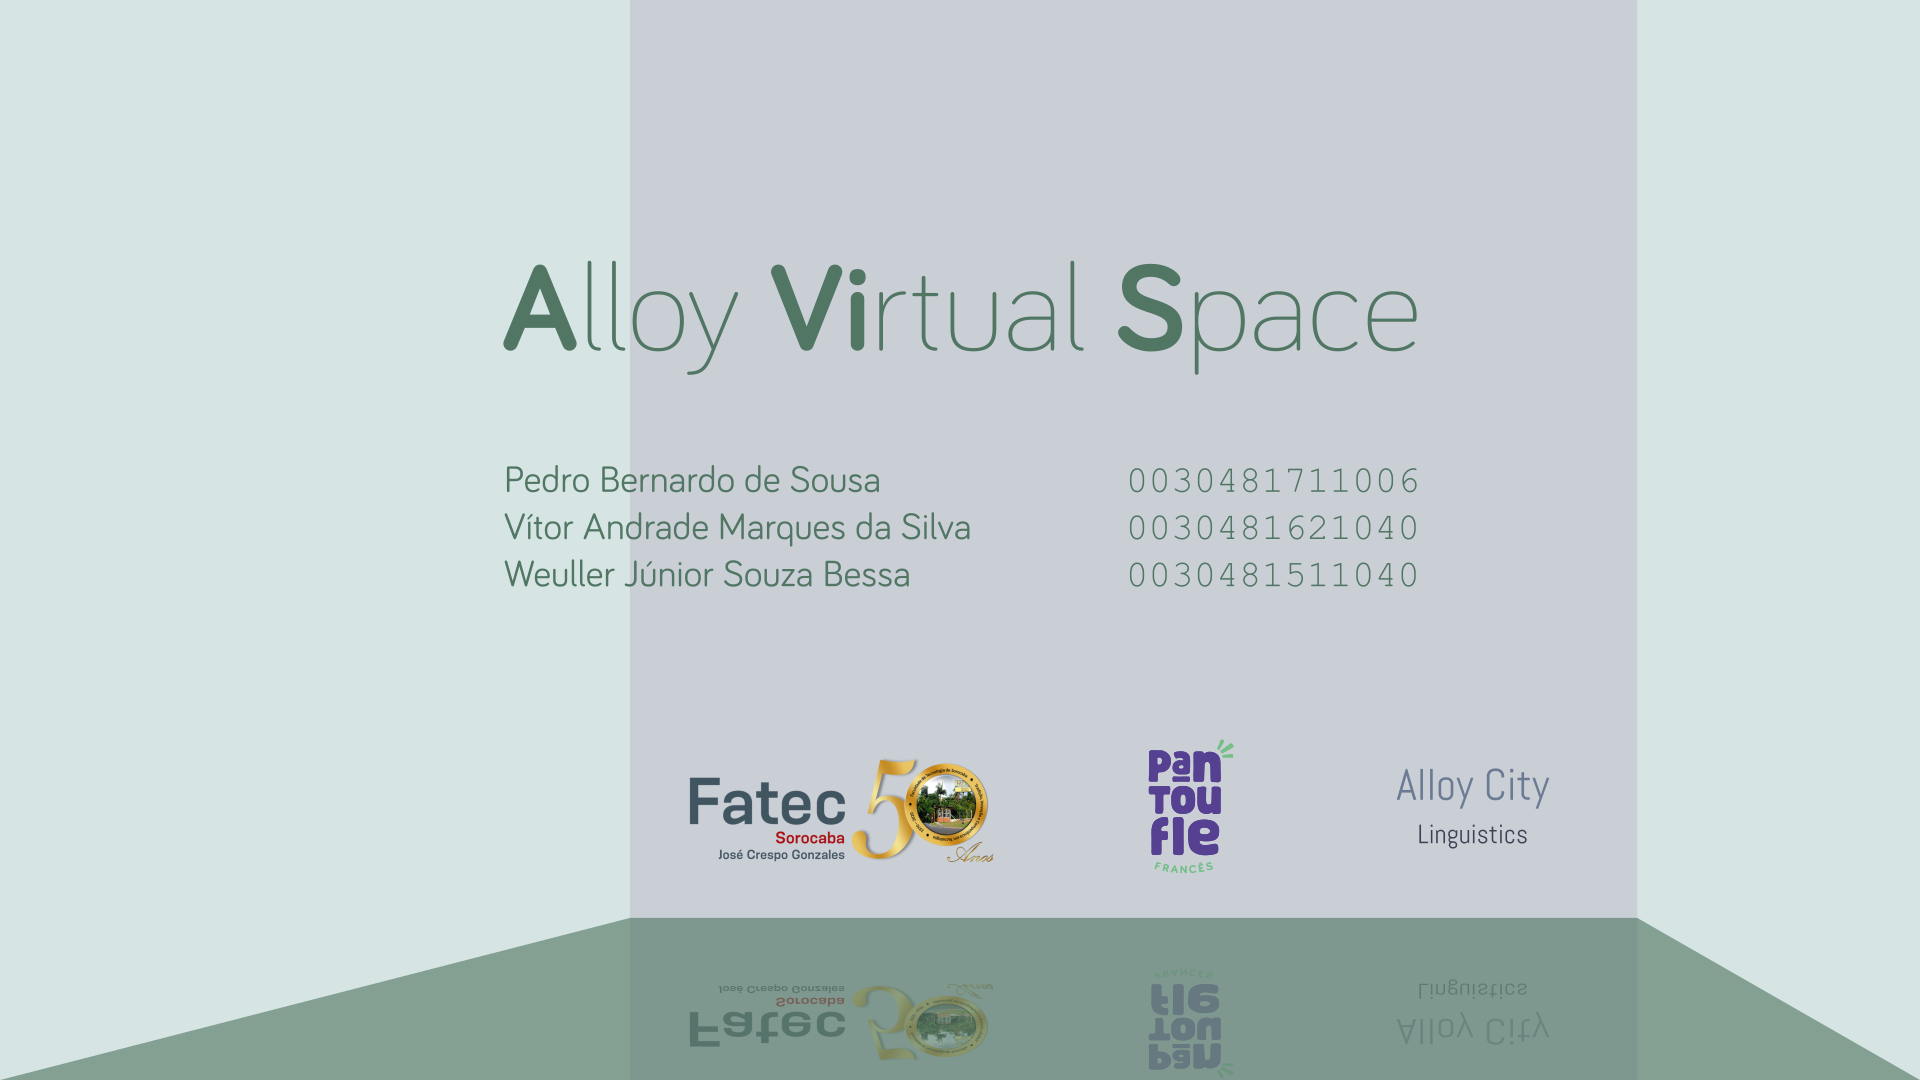 Alloy Virtual Space
Pedro Bernardo de Sousa 0030481711006
Vítor Andrade Marques da Silva 0030481621040
Weuller Júnior Souza Bessa 0030481511040
Fatec
Sorocaba
José Crespo Gonzales
50
Anos
Pan
Tou
fle
FRANCÊS
Alloy City
Linguistics